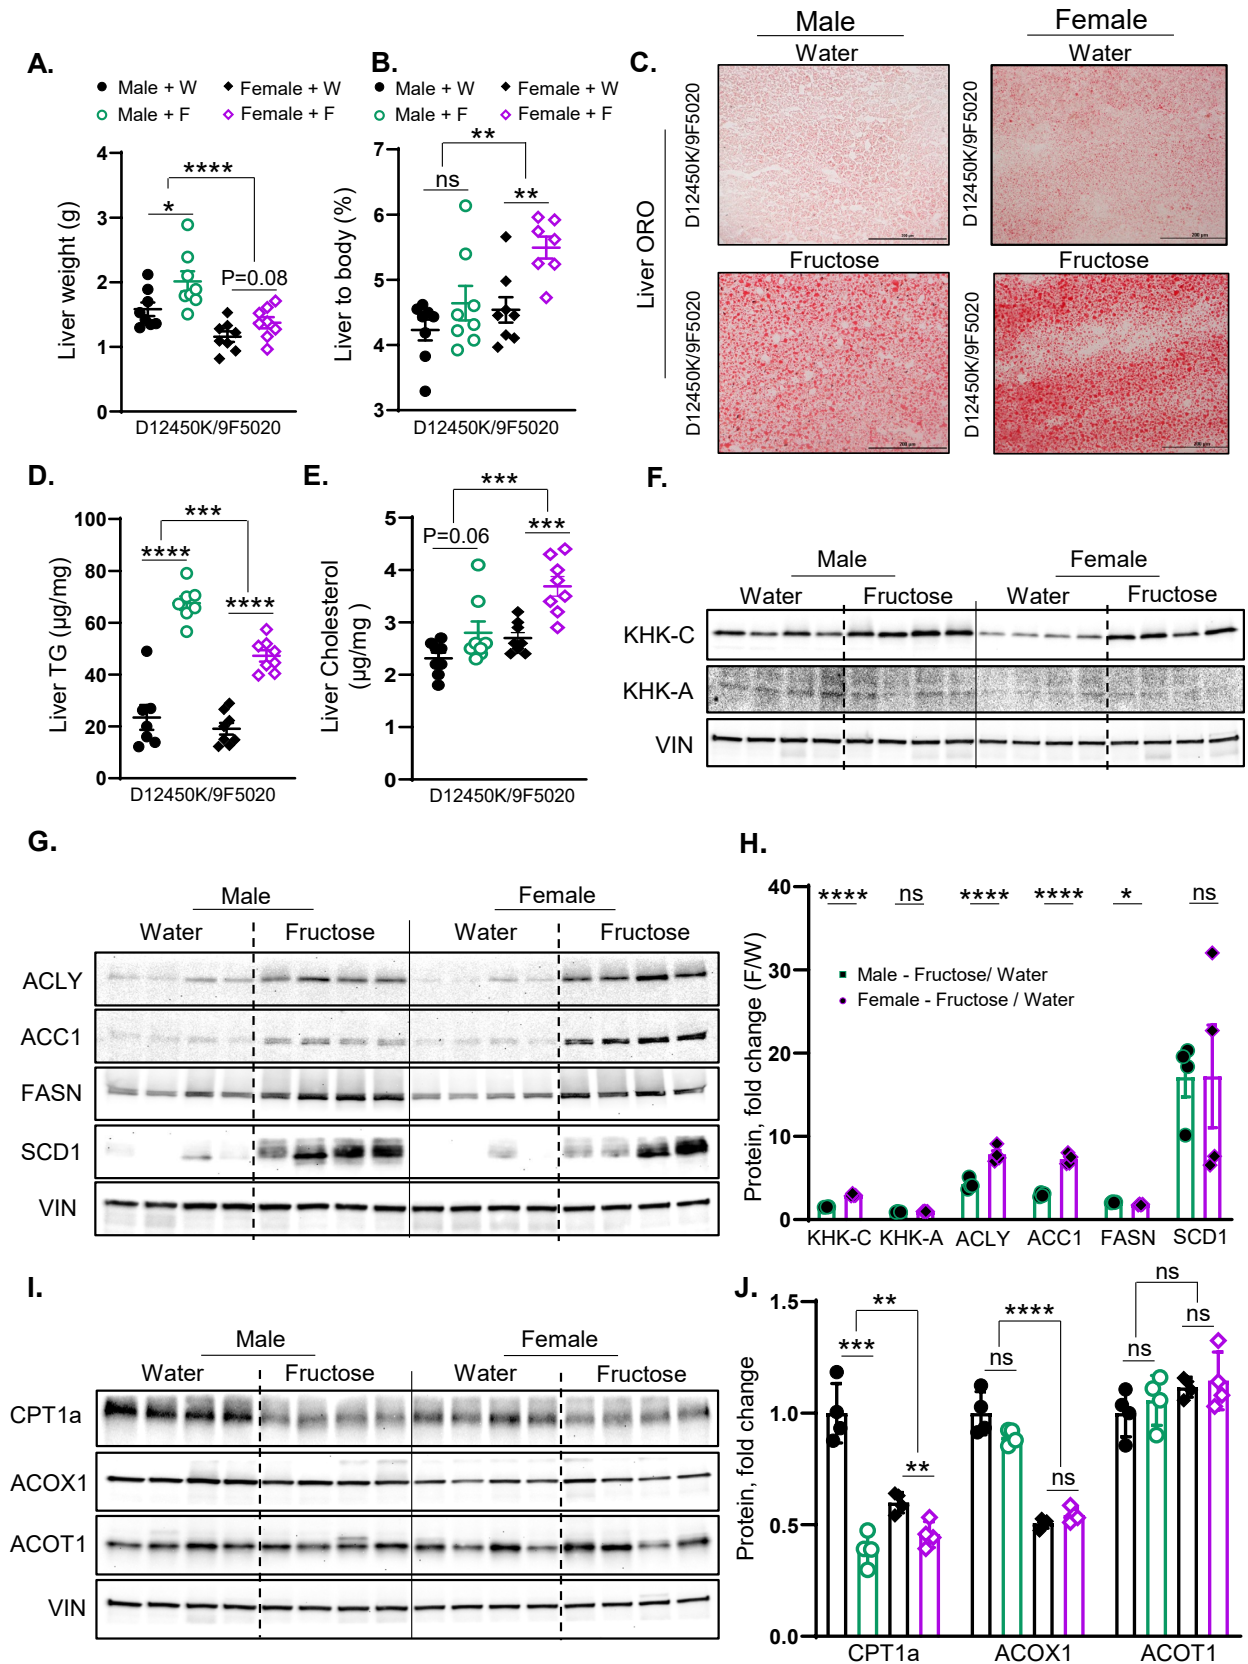 Male
Female
Water
Water
A.
B.
C.
Male + W
Female + W
Male + F
Female + F
Male + W
Female + W
Male + F
Female + F
Liver weight (g)
4
3
2
1
0
****
*
P=0.08
D12450K/9F5020
Liver to body (%)
7
6
5
4
3
**
ns
**
D12450K/9F5020
Liver ORO
D12450K/9F5020
D12450K/9F5020
Fructose
Fructose
D12450K/9F5020
D12450K/9F5020
200 µm
200 µm
D.
E.
F.
Liver TG (µg/mg)
100
80
60
40
20
0
***
****
****
D12450K/9F5020
Liver Cholesterol
(µg/mg )
5
4
3
2
1
0
***
P=0.06
***
D12450K/9F5020
Male
Female
Water
Fructose
Water
Fructose
KHK-C
KHK-A
VIN
G.
H.
Male
Female
Water
Fructose
Water
Fructose
ACLY
ACC1
FASN
SCD1
VIN
Protein, fold change (F/W)
40
30
20
10
0
****
ns
****
****
*
ns
Male - Fructose/ Water
Female - Fructose / Water
KHK-C
KHK-A
ACLY
ACC1
FASN
SCD1
I.
J.
Male
Female
Water
Fructose
Water
Fructose
CPT1a
ACOX1
ACOT1
VIN
Protein, fold change
1.5
1.0
0.5
0.0
**
***
**
****
ns
ns
ns
ns
ns
CPT1a
ACOX1
ACOT1